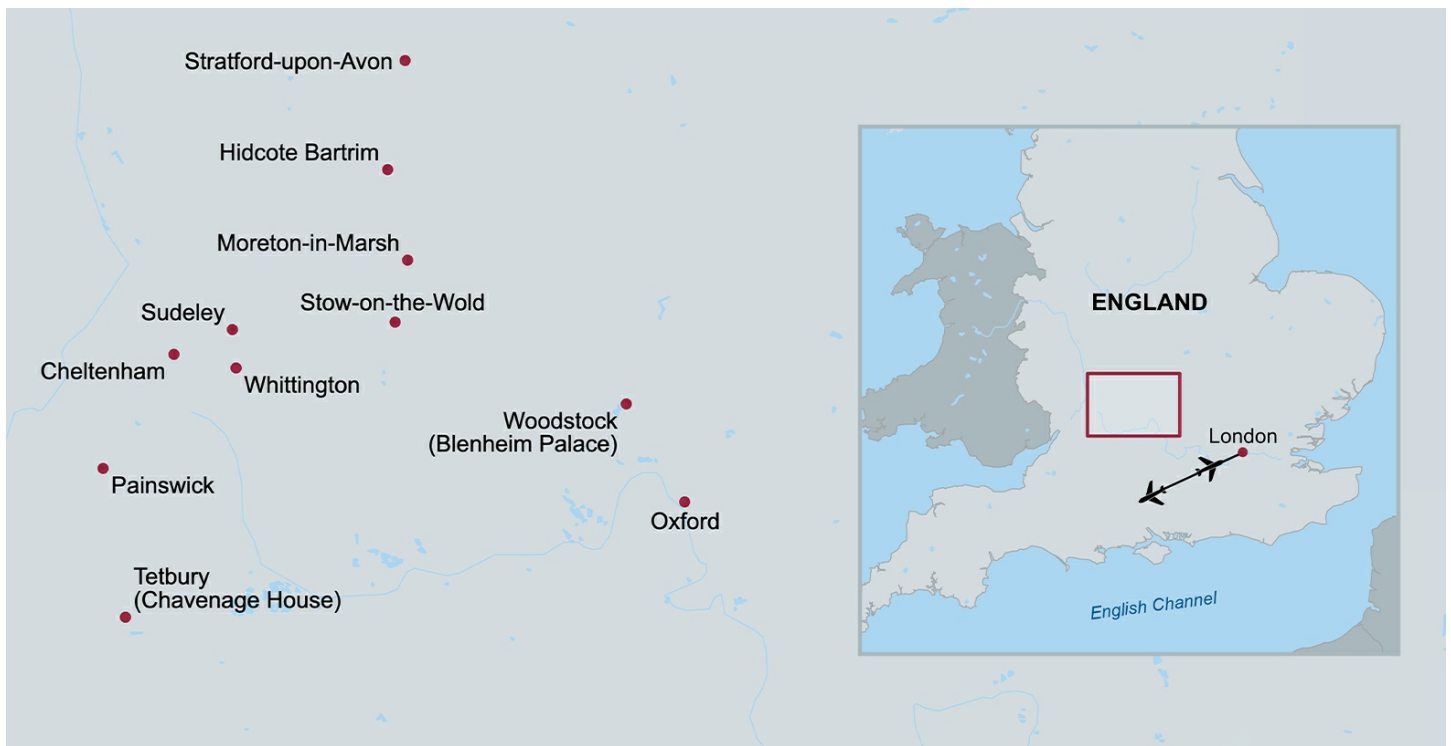 Stratford-upon-Avon
Hidcote Bartrim
Moreton-in-Marsh
Stow-on-the-Wold
Sudeley
Cheltenham
Whittington
Woodstock
(Blenheim Palace)
Painswick
Oxford
Tetbury
(Chavenage House)
ENGLAND
London
English Channel